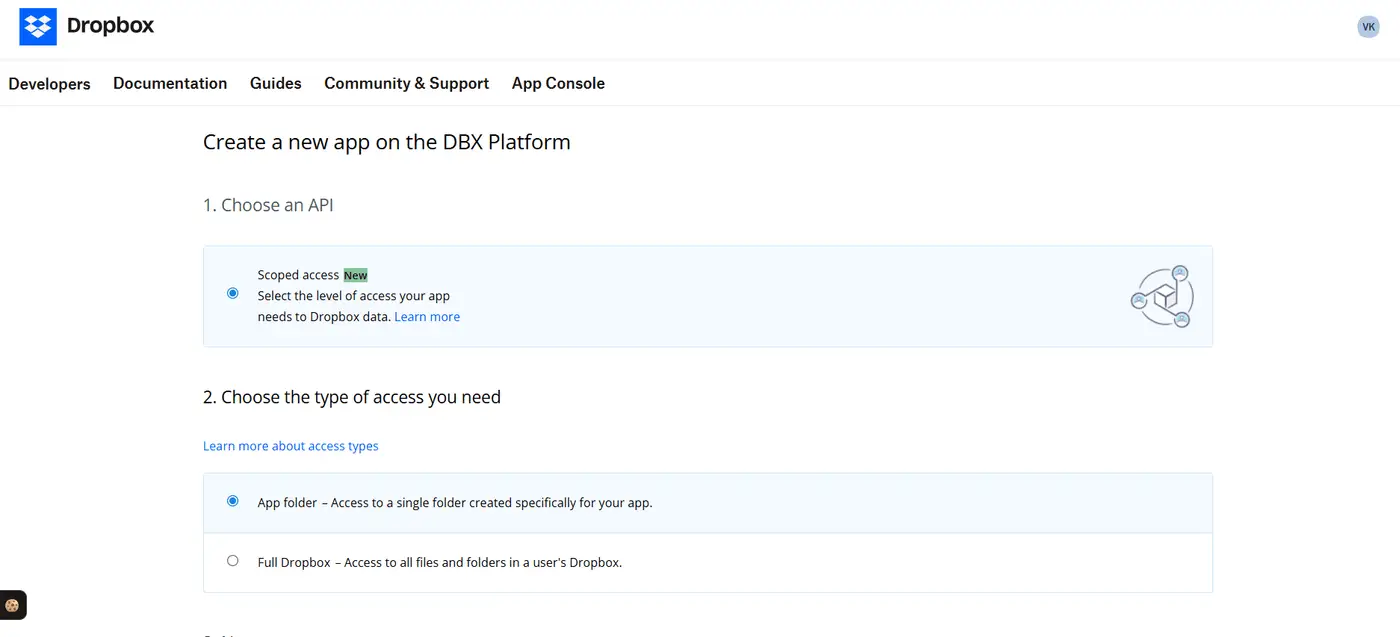 Dropbox
VK
Developers Documentation Guides Community & Support App Console
Create a new app on the DBX Platform
1. Choose an API
Scoped access New
Select the level of access your app
needs to Dropbox data. Learn more
2. Choose the type of access you need
Learn more about access types
App folder – Access to a single folder created specifically for your app.
Full Dropbox – Access to all files and folders in a user's Dropbox.